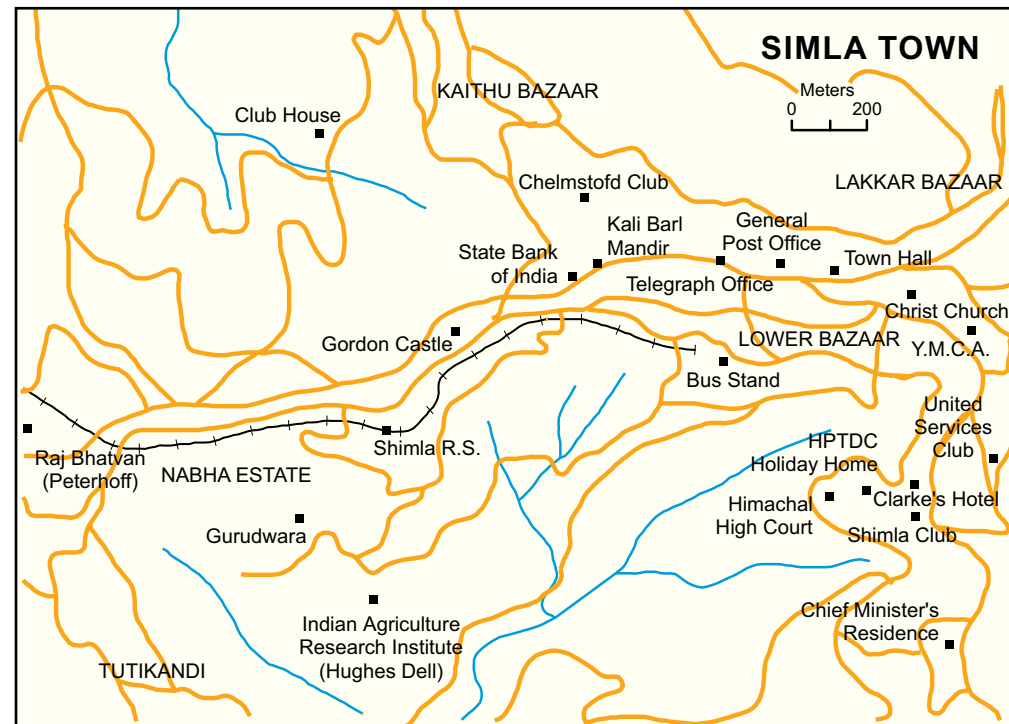 SIMLA TOWN
Meters
0 200
KAITHU BAZAAR
Club House
LAKKAR BAZAAR
Chelmstofd Club
Kali Barl
Mandir
General
Post Office
State Bank
of India
Town Hall
Telegraph Office
Christ Church
Gordon Castle
LOWER BAZAAR
Y.M.C.A.
Bus Stand
United
Services
Club
Shimla R.S.
Raj Bhatvan
(Peterhoff)
NABHA ESTATE
HPTDC
Holiday Home
Himachal
High Court
Clarke's Hotel
Shimla Club
Gurudwara
Indian Agriculture
Research Institute
(Hughes Dell)
Chief Minister's
Residence
TUTIKANDI